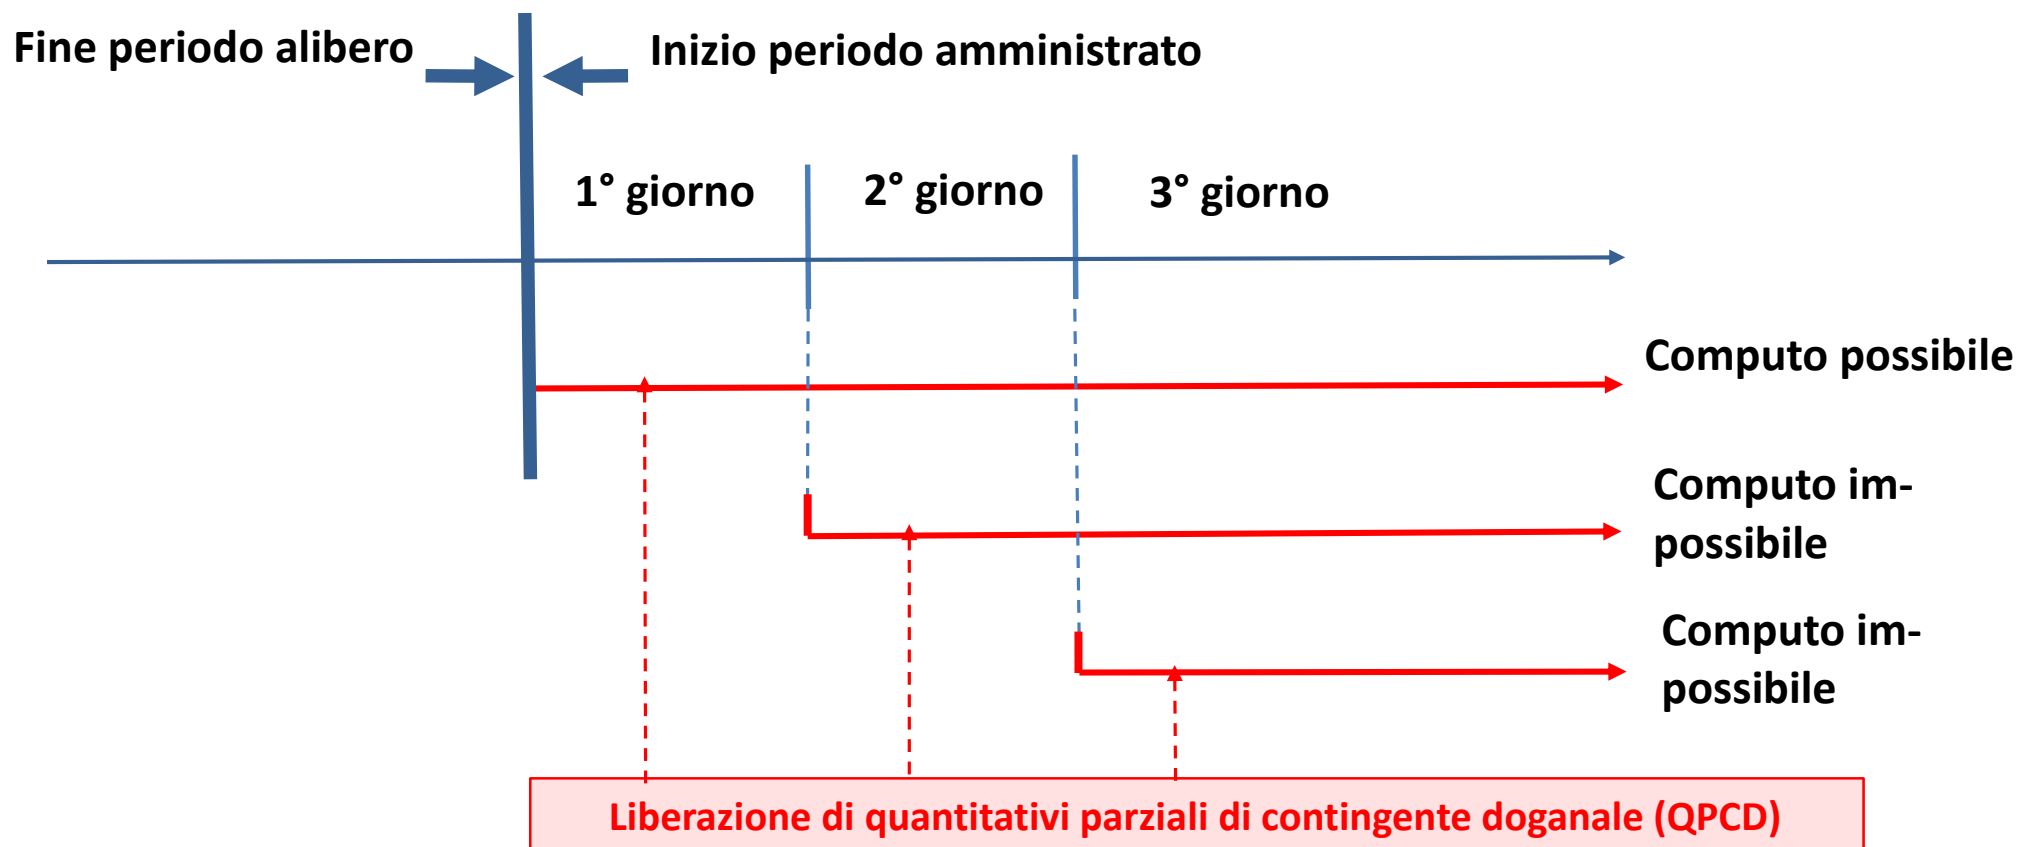 Fine periodo alibero
Inizio periodo amministrato
1° giorno
2° giorno
3° giorno
Computo possibile
Computo im-
possibile
Computo im-
possibile
Liberazione di quantitativi parziali di contingente doganale (QPCD)